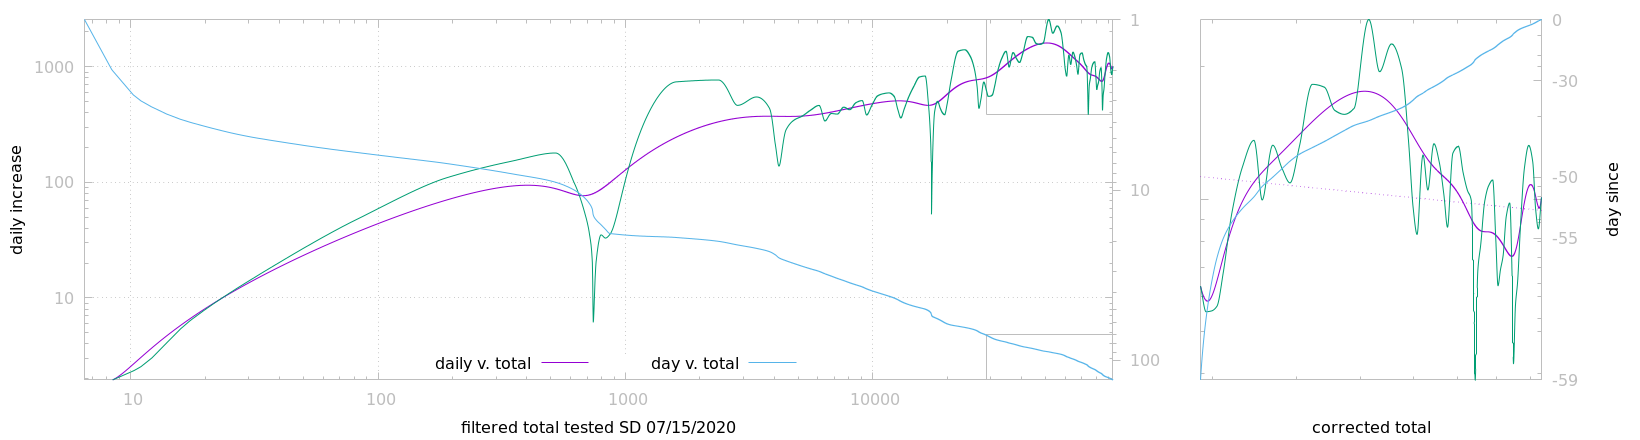 daily increase
1000
100
10
10
100
1000
10000
filtered total tested SD 07/15/2020
daily v. total
day v. total
1
10
100
0
-30
-50
-55
-59
day since
corrected total